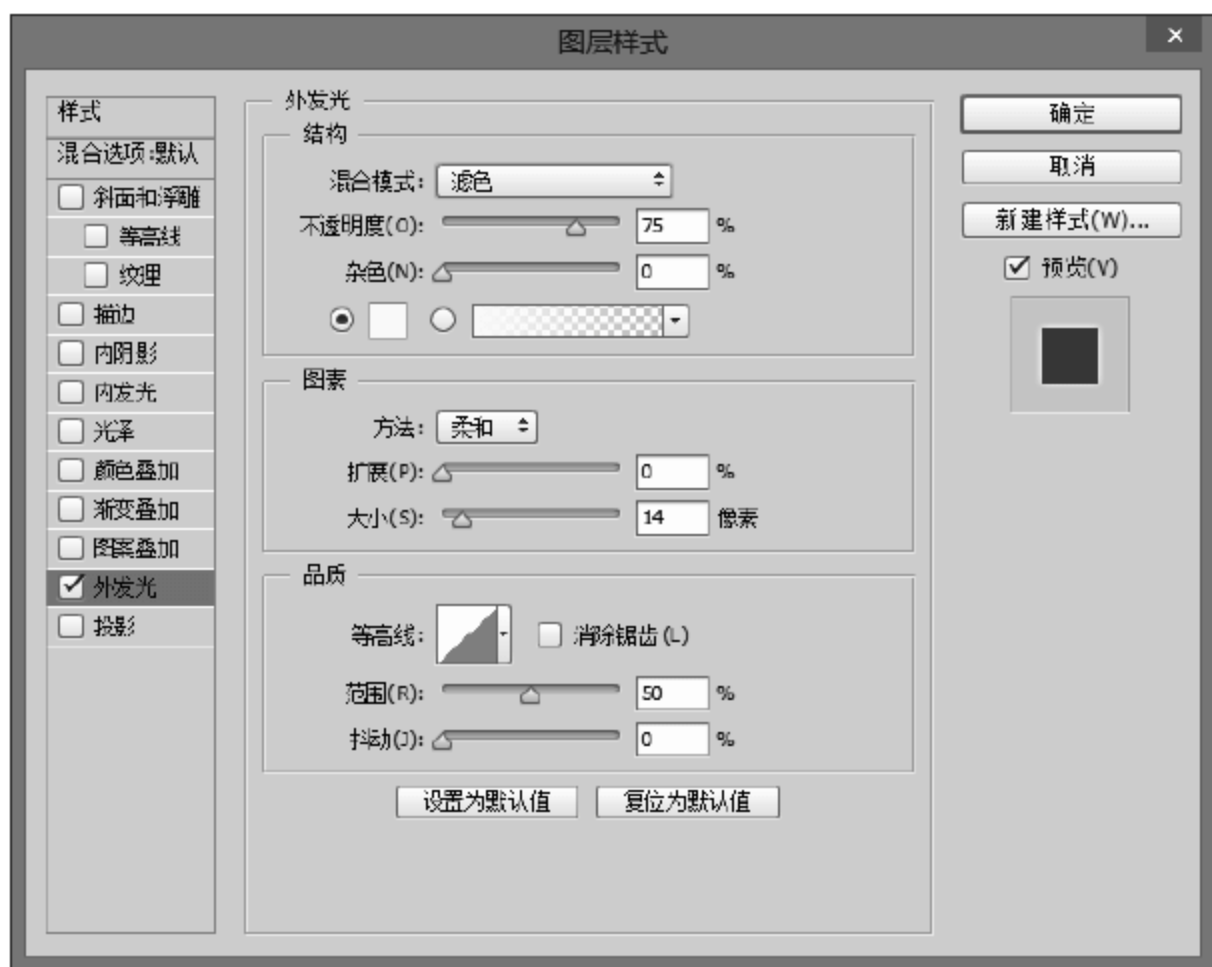 图层样式
样式
混合选项:默认
斜面和浮雕
等高线
纹理
描边
内阴影
内发光
光泽
颜色叠加
渐变叠加
图案叠加
外发光
投影
外发光
结构
混合模式: 滤色
不透明度(O): 75 %
杂色(N): 0 %
图素
方法: 柔和
扩展(P): 0 %
大小(S): 14 像素
品质
等高线: 消除锯齿(L)
范围(R): 50 %
抖动(J): 0 %
设置为默认值 复位为默认值
确定
取消
新建样式(W)...
预览(V)